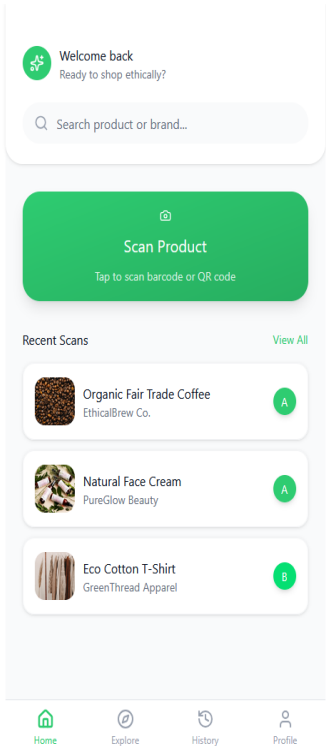 Welcome back
Ready to shop ethically?
Search product or brand...
Scan Product
Tap to scan barcode or QR code
Recent Scans
View All
Organic Fair Trade Coffee
EthicalBrew Co.
A
Natural Face Cream
PureGlow Beauty
A
Eco Cotton T-Shirt
GreenThread Apparel
B
Home
Explore
History
Profile